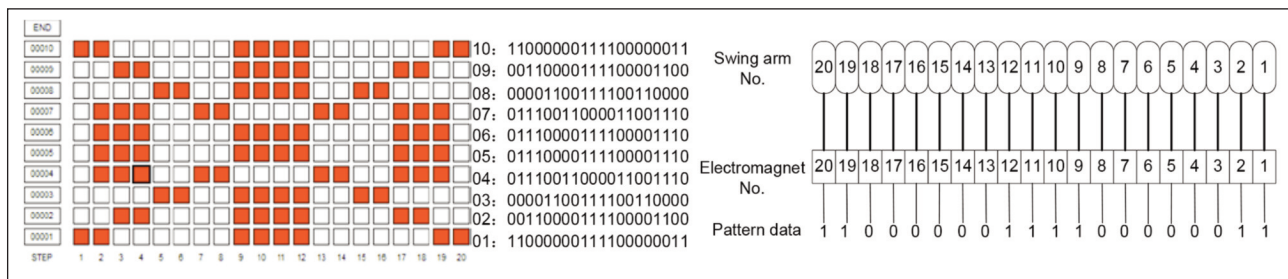 END
00010 10: 11000000111100000011
00009 09: 00110000111100001100
00008 08: 00001100111100110000
00007 07: 01110011000011001110
00006 06: 01110000111100001110
00005 05: 01110000111100001110
00004 04: 01110011000011001110
00003 03: 00001100111100110000
00002 02: 00110000111100001100
00001 01: 11000000111100000011
STEP 1 2 3 4 5 6 7 8 9 10 11 12 13 14 15 16 17 18 19 20
Swing arm No. 20 19 18 17 16 15 14 13 12 11 10 9 8 7 6 5 4 3 2 1
Electromagnet No. 20 19 18 17 16 15 14 13 12 11 10 9 8 7 6 5 4 3 2 1
Pattern data 1 1 0 0 0 0 0 0 1 1 1 1 0 0 0 0 0 0 1 1